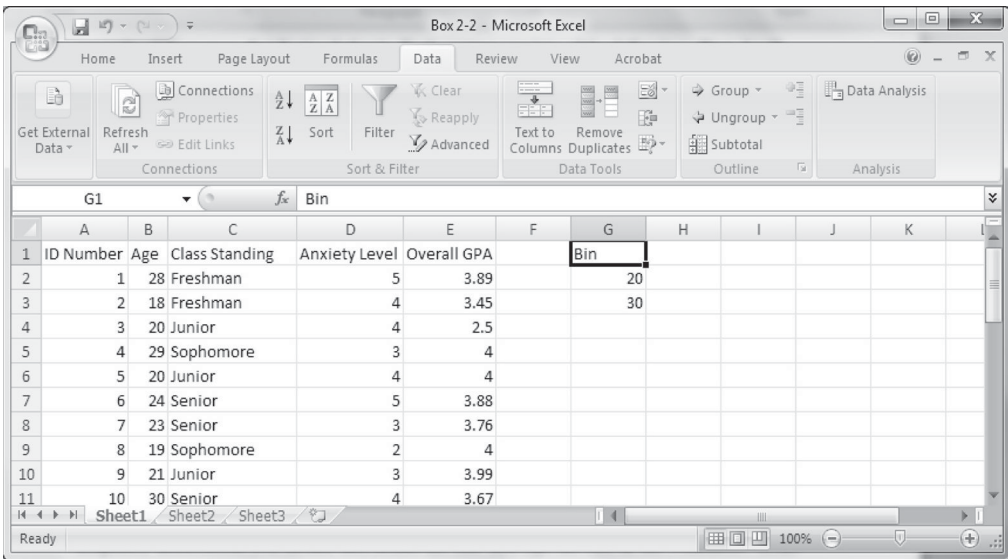 Box 2-2 - Microsoft Excel
Home Insert Page Layout Formulas Data Review View Acrobat
Get External Data
Refresh All
Connections
Properties
Edit Links
Connections
Sort
Filter
Clear
Reapply
Advanced
Sort & Filter
Text to Columns
Remove Duplicates
Data Tools
Group
Ungroup
Subtotal
Outline
Data Analysis
Analysis
G1 fx Bin
A B C D E F G H I J K L
1 ID Number Age Class Standing Anxiety Level Overall GPA Bin
2 1 28 Freshman 5 3.89 20
3 2 18 Freshman 4 3.45 30
4 3 20 Junior 4 2.5
5 4 29 Sophomore 3 4
6 5 20 Junior 4 4
7 6 24 Senior 5 3.88
8 7 23 Senior 3 3.76
9 8 19 Sophomore 2 4
10 9 21 Junior 3 3.99
11 10 30 Senior 4 3.67
Sheet1 Sheet2 Sheet3
Ready 100%